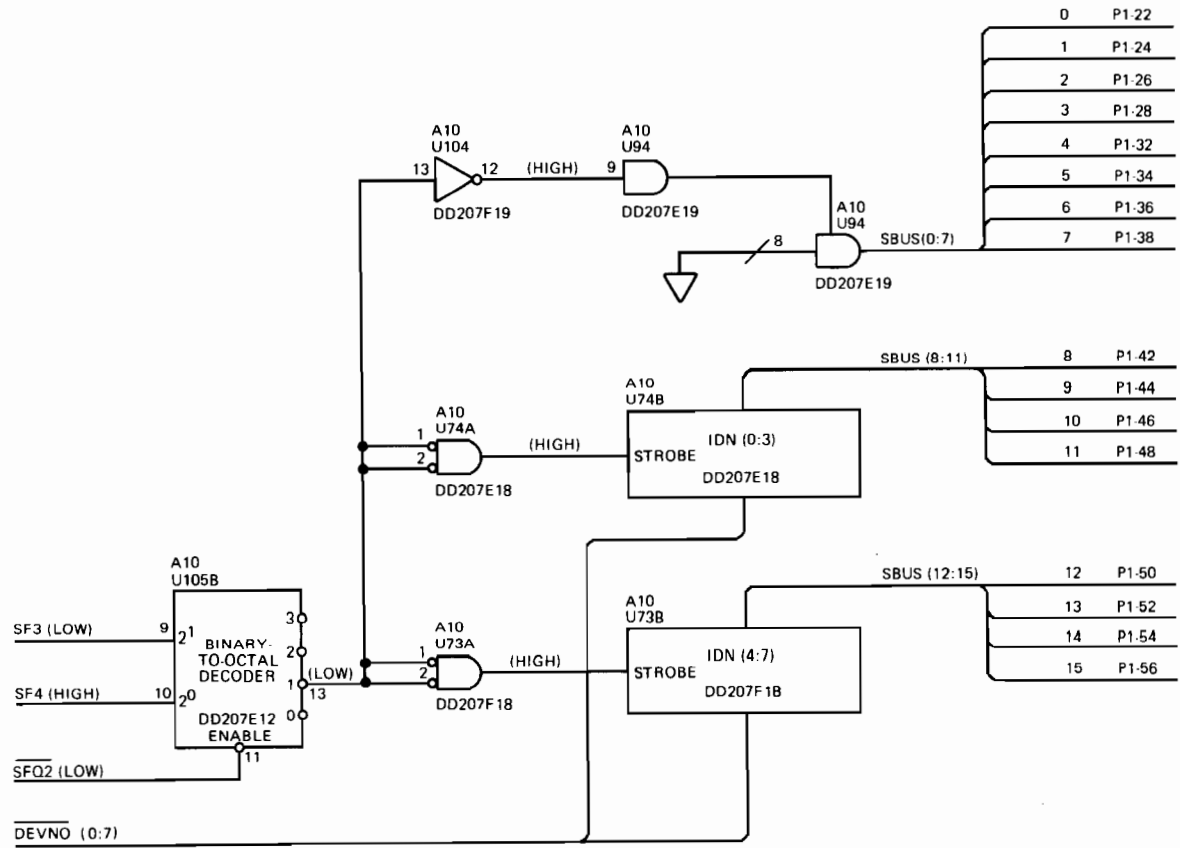 0 P1-22
1 P1-24
2 P1-26
3 P1-28
4 P1-32
5 P1-34
6 P1-36
7 P1-38
A10
U104
13
12
(HIGH)
DD207F19
A10
U94
9
DD207E19
A10
U94
8
SBUS(0:7)
DD207E19
SBUS (8:11)
8 P1-42
9 P1-44
10 P1-46
11 P1-48
A10
U74A
1
2
(HIGH)
DD207E18
A10
U74B
IDN (0:3)
STROBE
DD207E18
SBUS (12:15)
12 P1-50
13 P1-52
14 P1-54
15 P1-56
A10
U73A
1
2
(HIGH)
DD207F18
A10
U73B
IDN (4:7)
STROBE
DD207F1B
A10
U105B
SF3 (LOW)
9
2¹
BINARY-
TO-OCTAL
DECODER
3
2
1
0
(LOW)
13
SF4 (HIGH)
10
2⁰
DD207E12
ENABLE
11
SFQ2 (LOW)
DEVNO (0:7)